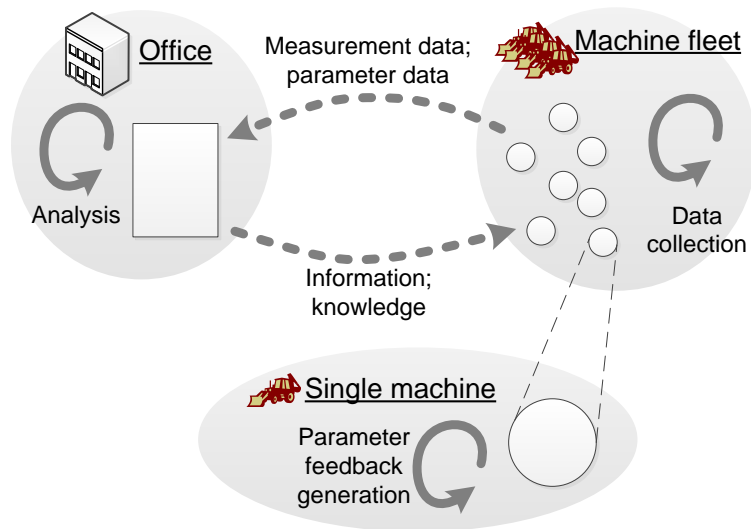 Office
Measurement data;
parameter data
Machine fleet
Analysis
Data
collection
Information;
knowledge
Single machine
Parameter
feedback
generation